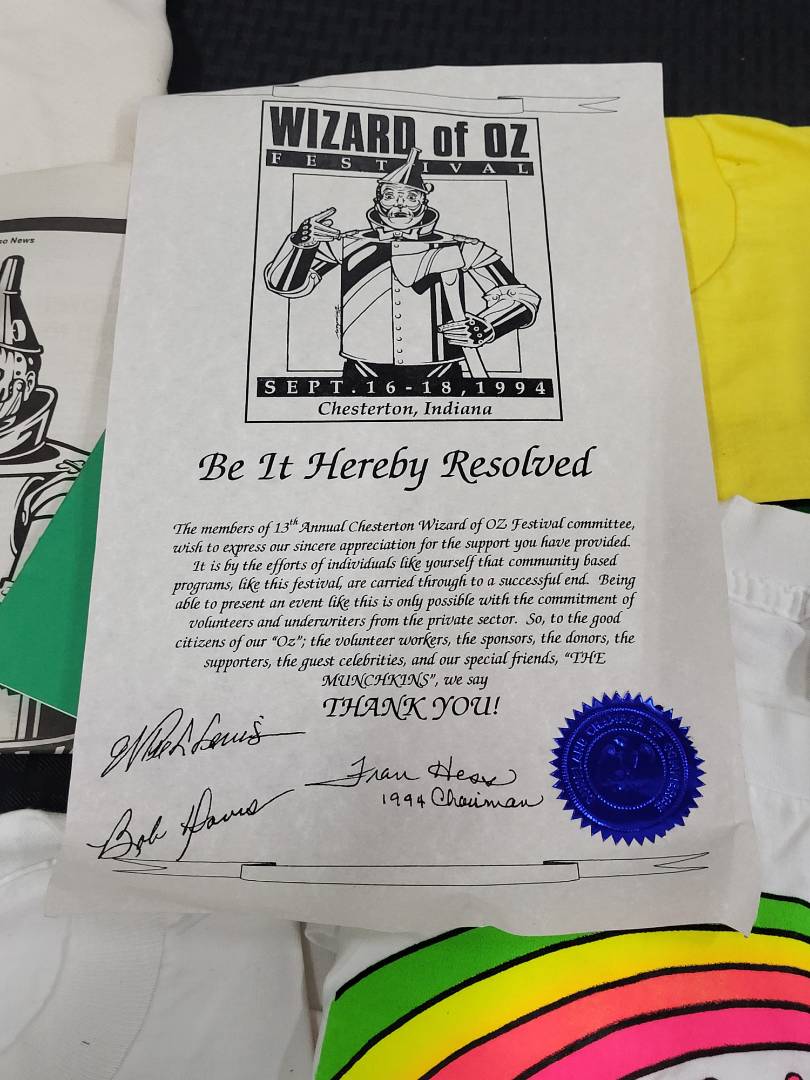 WIZARD of OZ
FESTIVAL
SEPT. 16-18, 1994
Chesterton, Indiana
Be It Hereby Resolved
The members of 13th Annual Chesterton Wizard of OZ Festival committee,
wish to express our sincere appreciation for the support you have provided.
It is by the efforts of individuals like yourself that community based
programs, like this festival, are carried through to a successful end. Being
able to present an event like this is only possible with the commitment of
volunteers and underwriters from the private sector. So, to the good
citizens of our "Oz"; the volunteer workers, the sponsors, the donors, the
supporters, the guest celebrities, and our special friends, "THE
MUNCHKINS", we say
THANK YOU!
Fran Hess
1994 Chairman
Bob Davis
CHAMBER OF
News